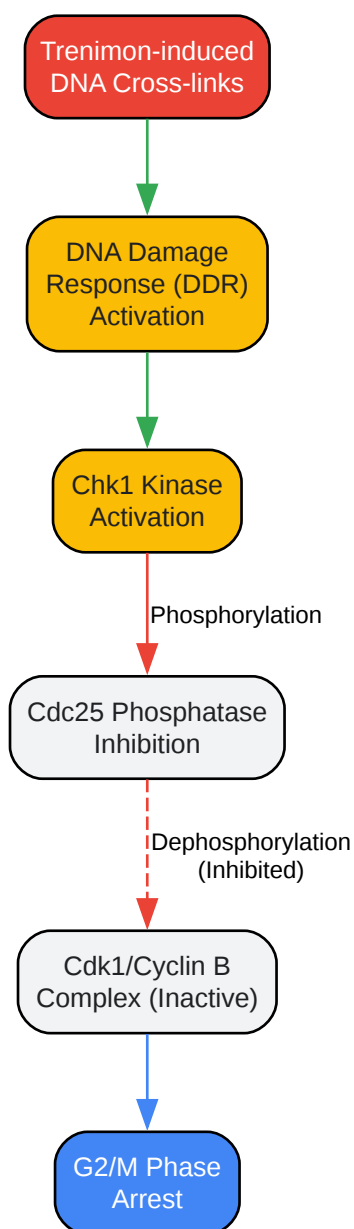 Trenimon-induced
DNA Cross-links
DNA Damage
Response (DDR)
Activation
Chk1 Kinase
Activation
Phosphorylation
Cdc25 Phosphatase
Inhibition
Dephosphorylation
(Inhibited)
Cdk1/Cyclin B
Complex (Inactive)
G2/M Phase
Arrest